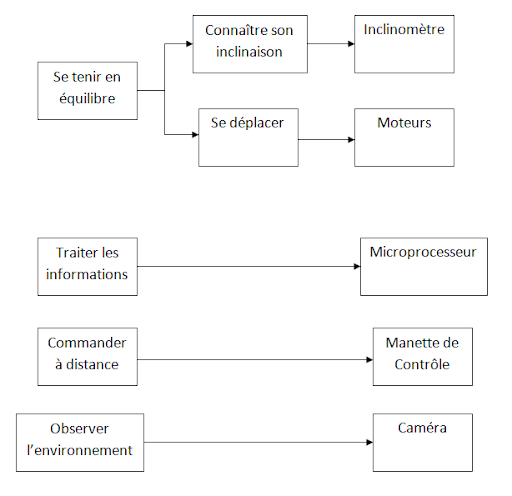 Connaître son
inclinaison
Inclinomètre
Se tenir en
équilibre
Se déplacer
Moteurs
Traiter les
informations
Microprocesseur
Commander
à distance
Manette de
Contrôle
Observer
l'environnement
Caméra